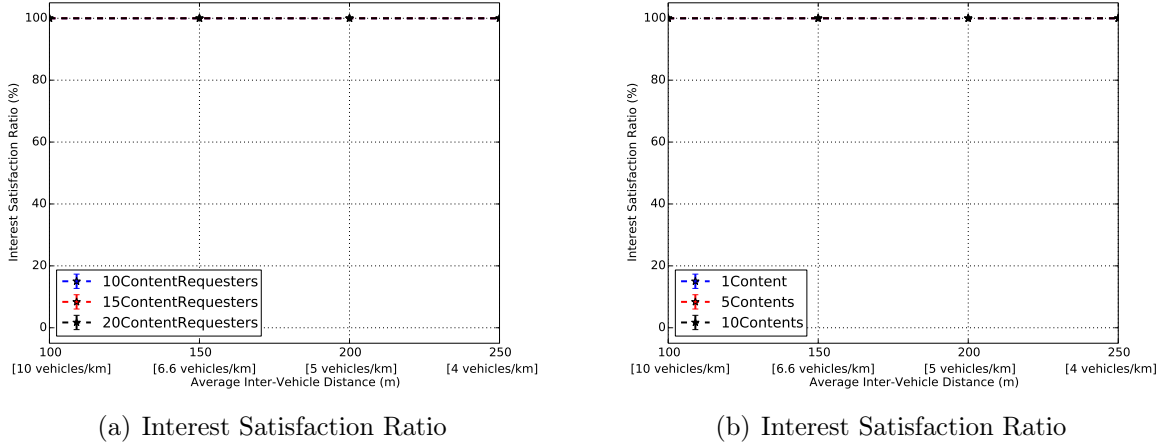 100
80
60
40
20
0
Interest Satisfaction Ratio (%)
10ContentRequesters
15ContentRequesters
20ContentRequesters
100 150 200 250
[10 vehicles/km] [6.6 vehicles/km] [5 vehicles/km] [4 vehicles/km]
Average Inter-Vehicle Distance (m)
(a) Interest Satisfaction Ratio
100
80
60
40
20
0
Interest Satisfaction Ratio (%)
1Content
5Contents
10Contents
100 150 200 250
[10 vehicles/km] [6.6 vehicles/km] [5 vehicles/km] [4 vehicles/km]
Average Inter-Vehicle Distance (m)
(b) Interest Satisfaction Ratio